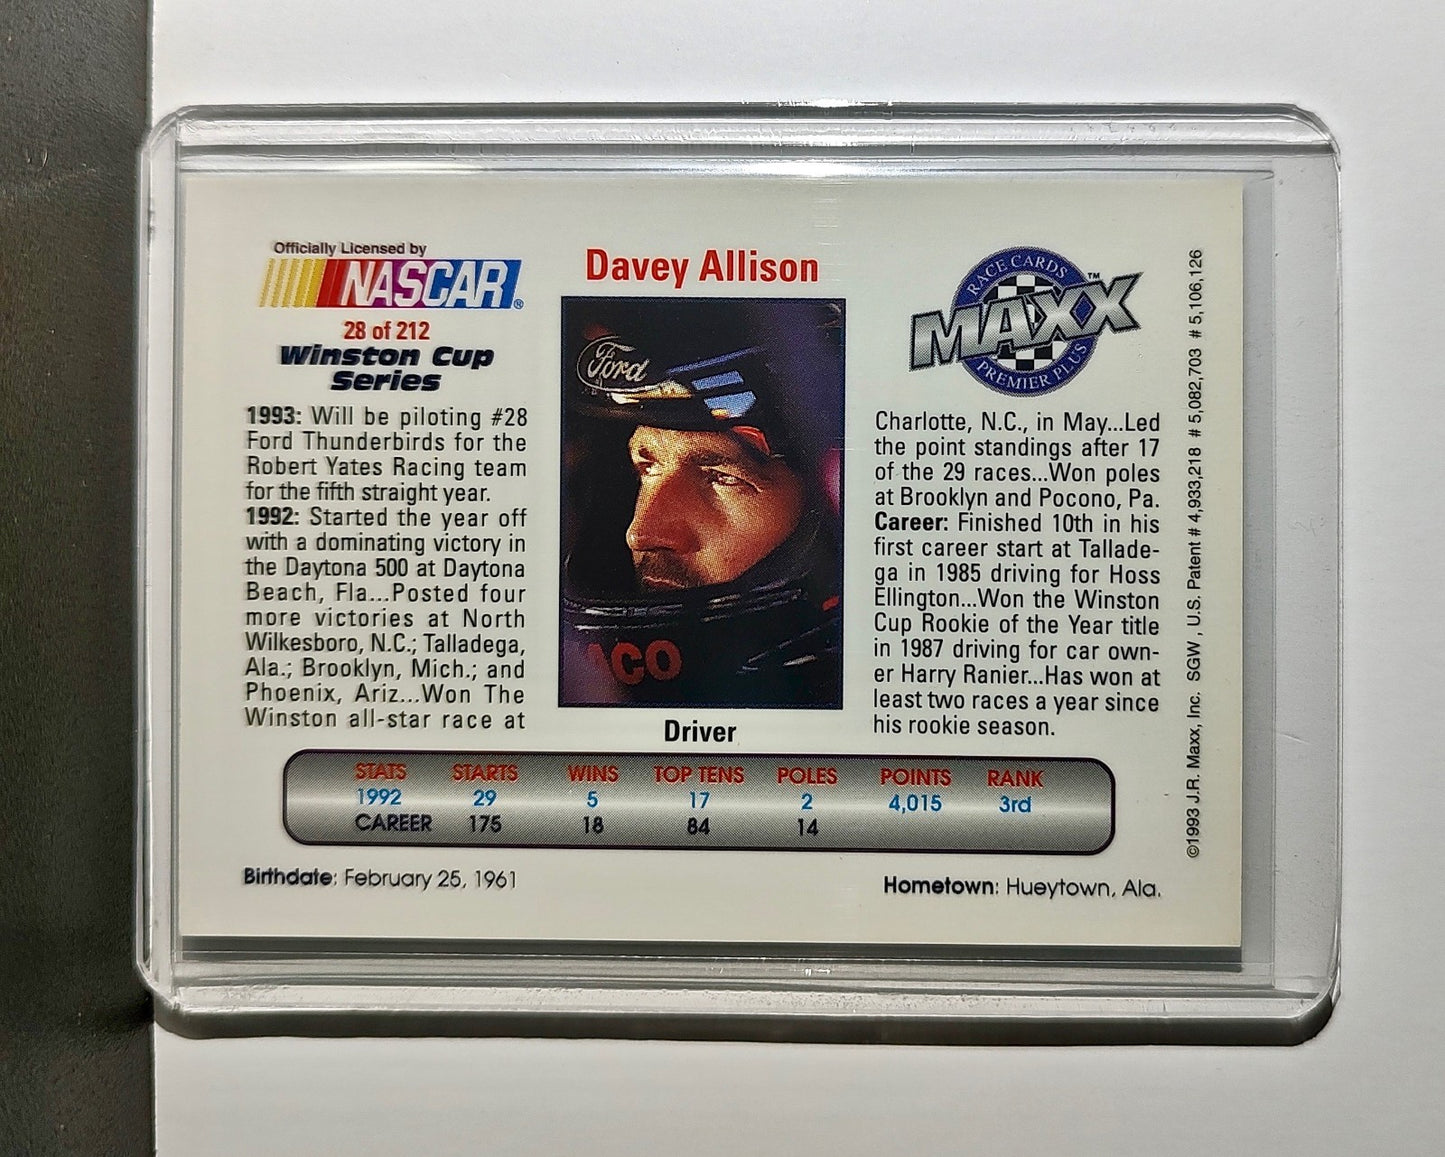 Officially Licensed by
NASCAR®
28 of 212
Winston Cup
Series
1993: Will be piloting #28
Ford Thunderbirds for the
Robert Yates Racing team
for the fifth straight year.
1992: Started the year off
with a dominating victory in
the Daytona 500 at Daytona
Beach, Fla...Posted four
more victories at North
Wilkesboro, N.C.; Talladega,
Ala.; Brooklyn, Mich.; and
Phoenix, Ariz...Won The
Winston all-star race at
Davey Allison
Ford
ACO
Driver
RACE CARDS
MAXX™
PREMIER PLUS
Charlotte, N.C., in May...Led
the point standings after 17
of the 29 races...Won poles
at Brooklyn and Pocono, Pa.
Career: Finished 10th in his
first career start at Tallade-
ga in 1985 driving for Hoss
Ellington...Won the Winston
Cup Rookie of the Year title
in 1987 driving for car own-
er Harry Ranier...Has won at
least two races a year since
his rookie season.
STATS STARTS WINS TOP TENS POLES POINTS RANK
1992 29 5 17 2 4,015 3rd
CAREER 175 18 84 14
Birthdate: February 25, 1961
Hometown: Hueytown, Ala.
©1993 J.R. Maxx, Inc. SGW, U.S. Patent # 4,933,218 # 5,082,703 # 5,106,126